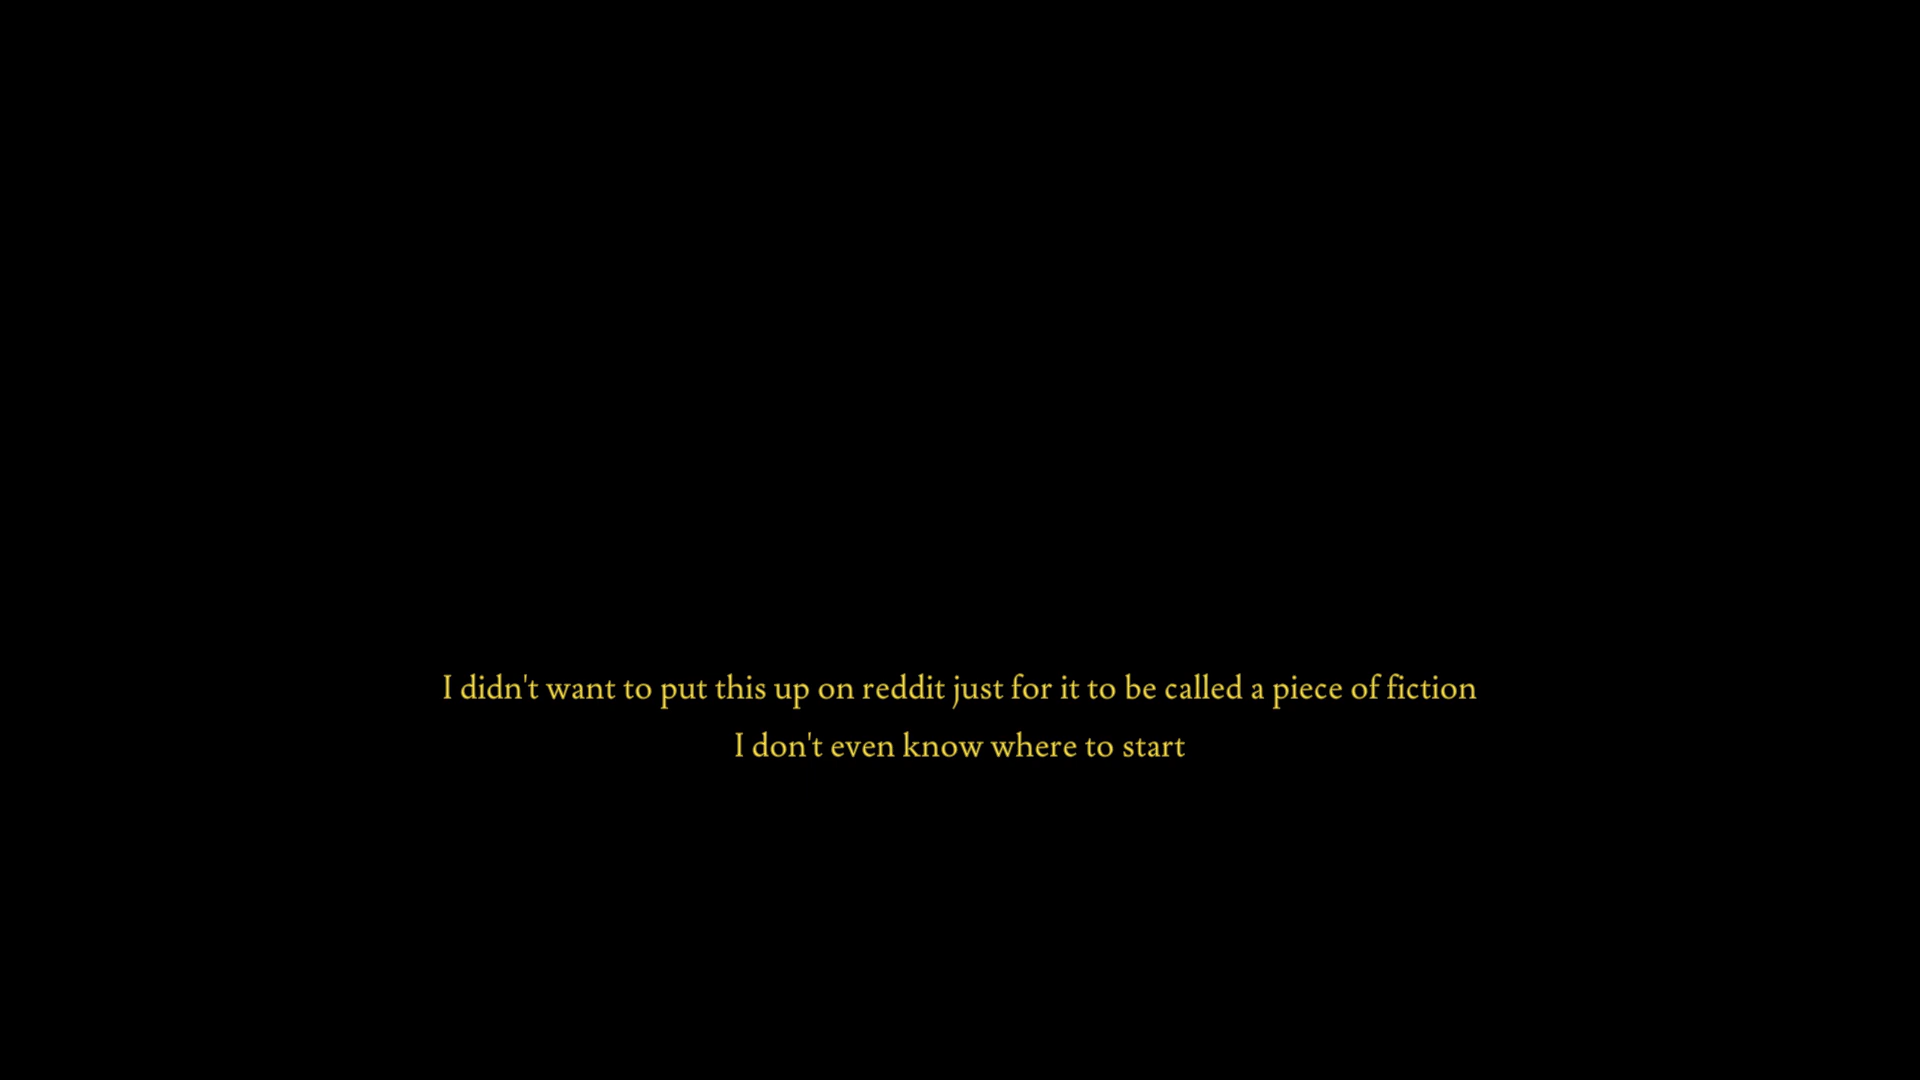 I didn't want to put this up on reddit just for it to be called a piece of fiction
I don't even know where to start